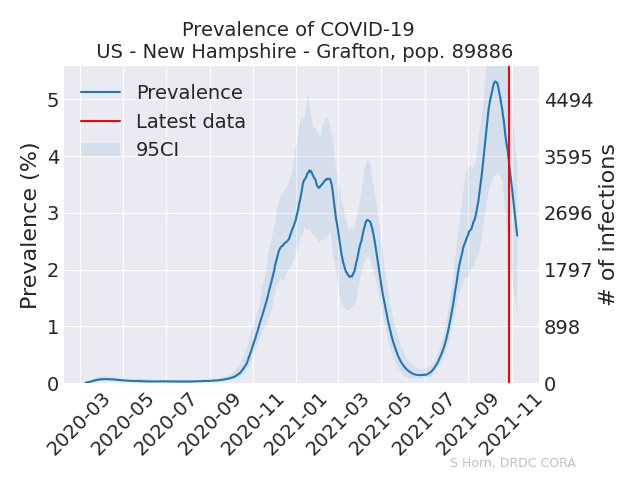 Prevalence of COVID-19
US - New Hampshire - Grafton, pop. 89886
Prevalence
Latest data
95CI
Prevalence (%)
5
4
3
2
1
0
4494
3595
2696
1797
898
0
# of infections
2020-03
2020-05
2020-07
2020-09
2020-11
2021-01
2021-03
2021-05
2021-07
2021-09
2021-11
S Horn, DRDC CORA